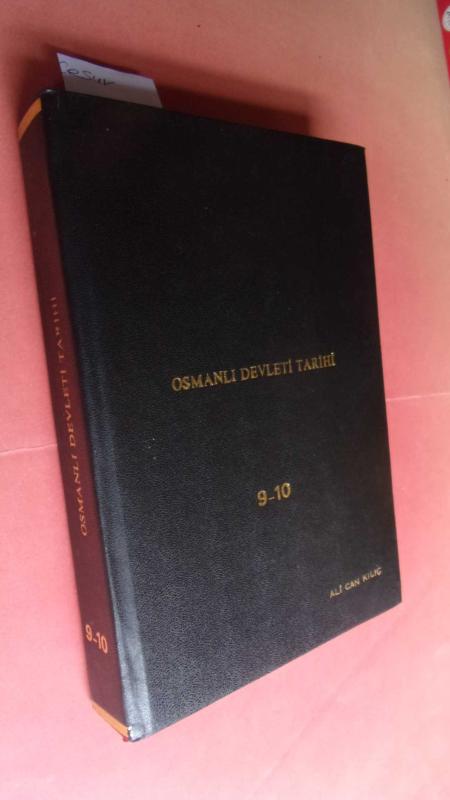 OSMANLI DEVLETİ TARİHİ
9-10
ALİ CAN KILIÇ
OSMANLI DEVLETİ TARİHİ
9-10